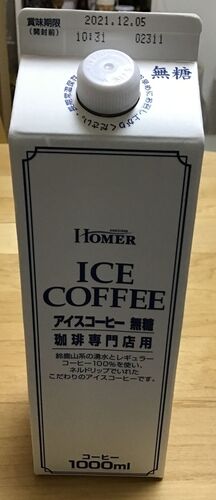 賞味期限
(開封前)
2021.12.05
10:31 02311
無糖
HOMER
ICE
COFFEE
アイスコーヒー 無糖
珈琲専門店用
鈴鹿山系の湧水とレギュラー
コーヒー100%を使い、
ネルドリップでいれた
こだわりのアイスコーヒーです。
コーヒー
1000ml